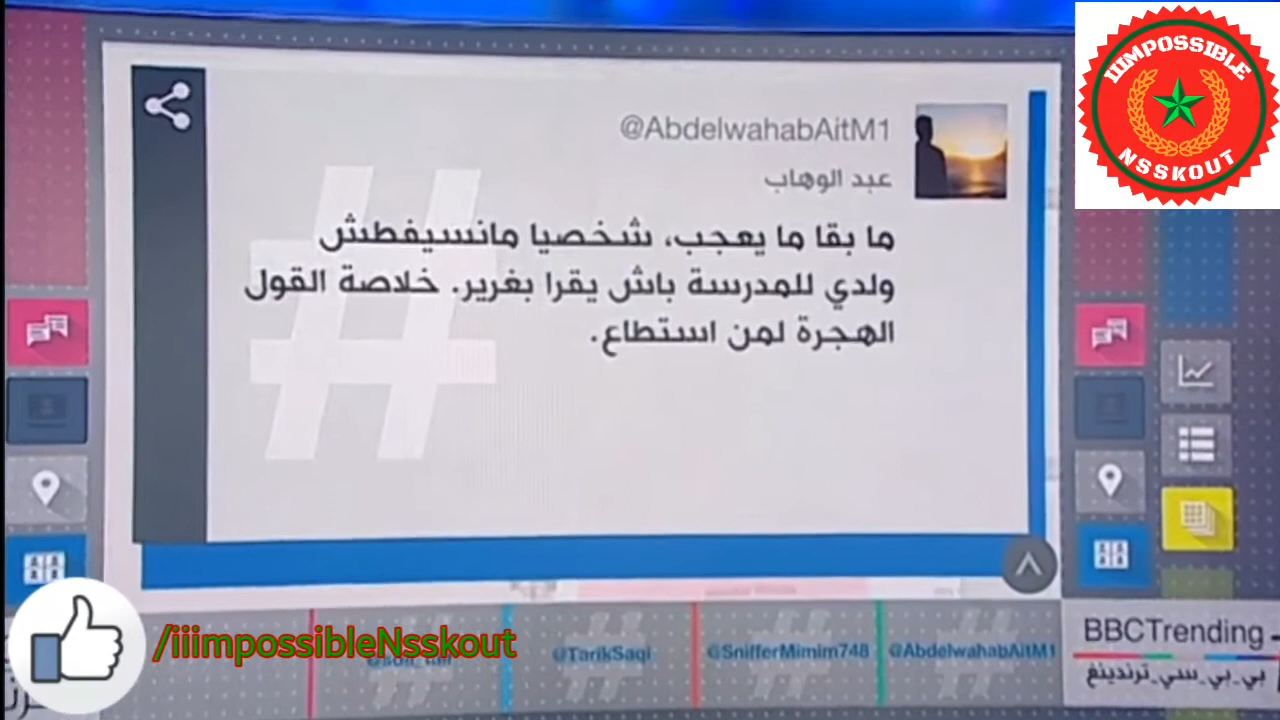 IIIMPOSSIBLE
NSSKOUT
@AbdelwahabAitM1
عبد الوهاب
ما بقا ما يعجب، شخصيا مانسيفطش
ولدي للمدرسة باش يقرا بغرير. خلاصة القول
الهجرة لمن استطاع.
/iiimpossibleNsskout
@TarikSaqi
@SnifferMimim748
@AbdelwahabAitM1
BBCTrending
بي_بي_سي_ترندينغ